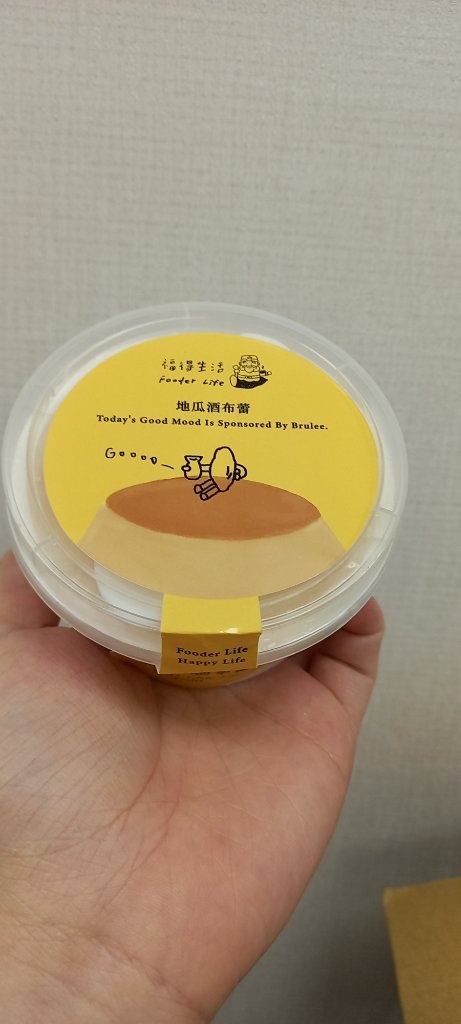 福得生活
Fooder Life
地瓜酒布蕾
Today's Good Mood Is Sponsored By Brulee.
Goooo
Fooder Life
Happy Life